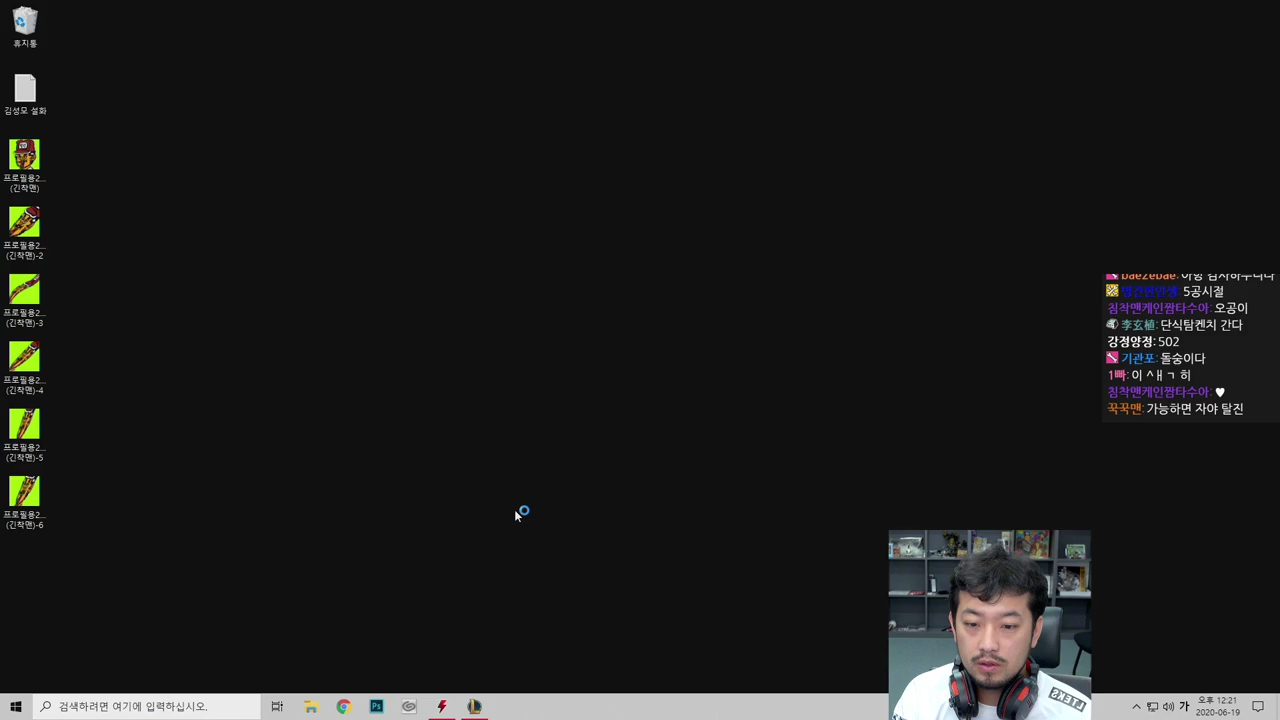 휴지통
김성모 설화
프로필용2...
(긴착맨)
프로필용2...
(긴착맨)-2
프로필용2...
(긴착맨)-3
프로필용2...
(긴착맨)-4
프로필용2...
(긴착맨)-5
프로필용2...
(긴착맨)-6
baezebae:
5공시절
침착맨케인짬타수아: 오공이
李玄植: 단식탐켄지 간다
강정양정: 502
기관포: 돌숭이다
1빠: 이 ^ㅐ ㄱ 히
침착맨케인짬타수아: ♥
꾹꾹맨: 가능하면 자야 탈진
검색하려면 여기에 입력하십시오.
Ps
가
오후 12:21
2020-06-19